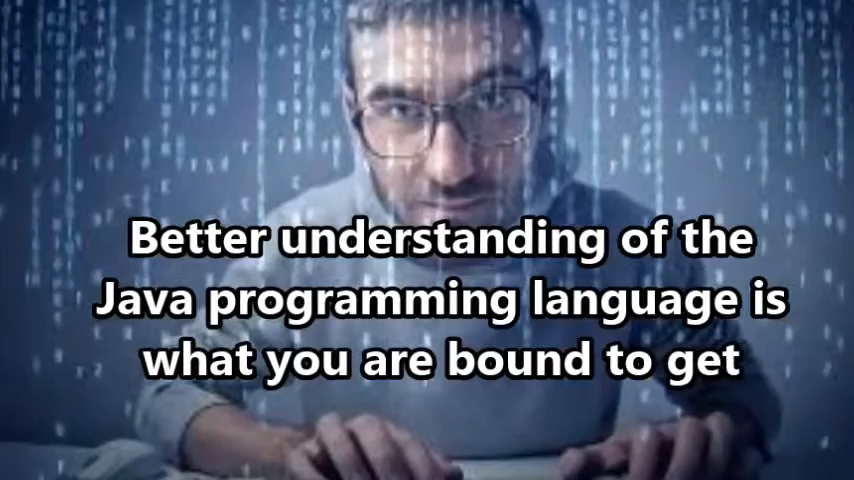 Better understanding of the
Java programming language is
what you are bound to get